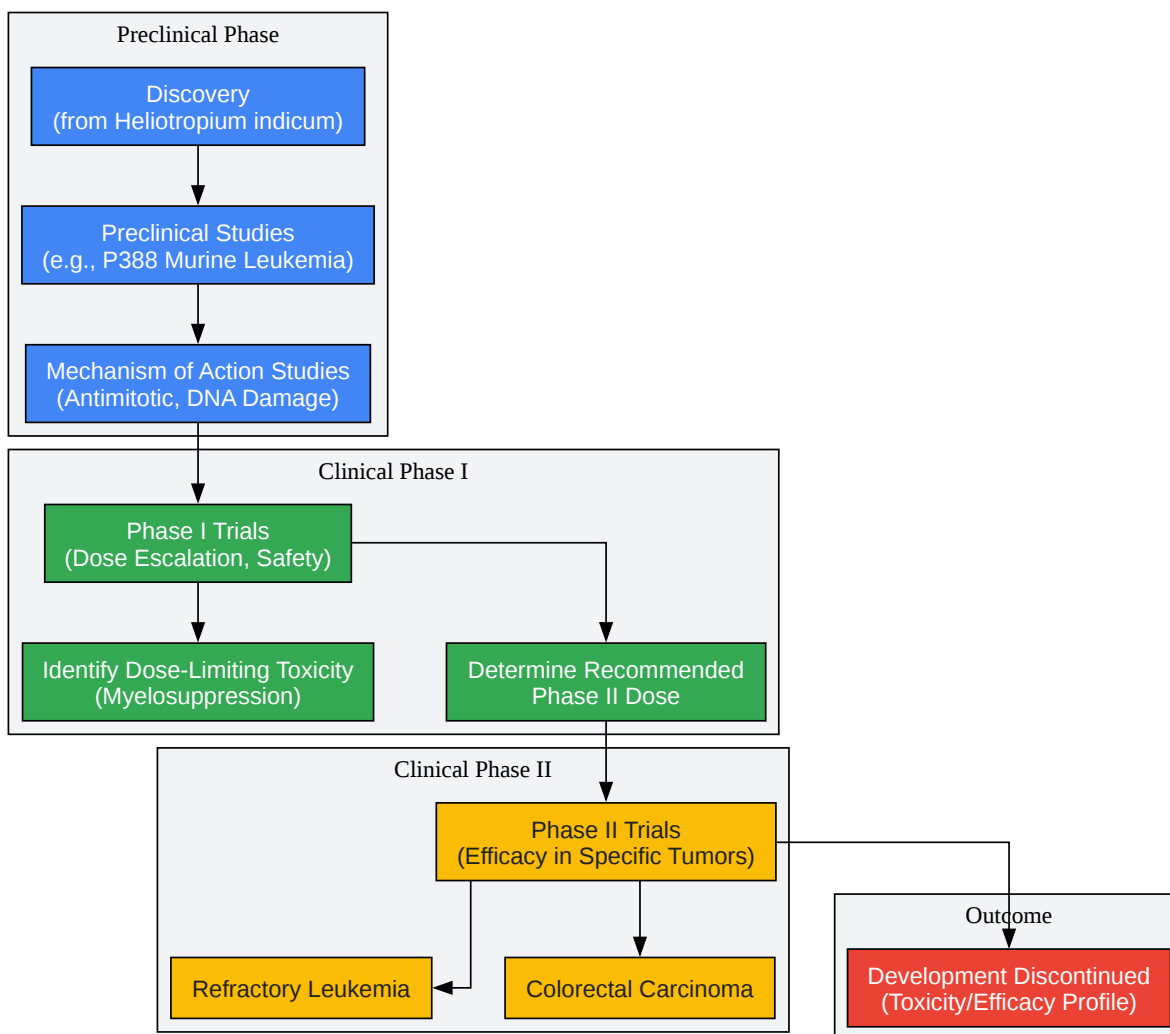 Preclinical Phase
Discovery
(from Heliotropium indicum)
Preclinical Studies
(e.g., P388 Murine Leukemia)
Mechanism of Action Studies
(Antimitotic, DNA Damage)
Clinical Phase I
Phase I Trials
(Dose Escalation, Safety)
Identify Dose-Limiting Toxicity
(Myelosuppression)
Determine Recommended
Phase II Dose
Clinical Phase II
Phase II Trials
(Efficacy in Specific Tumors)
Refractory Leukemia
Colorectal Carcinoma
Outcome
Development Discontinued
(Toxicity/Efficacy Profile)